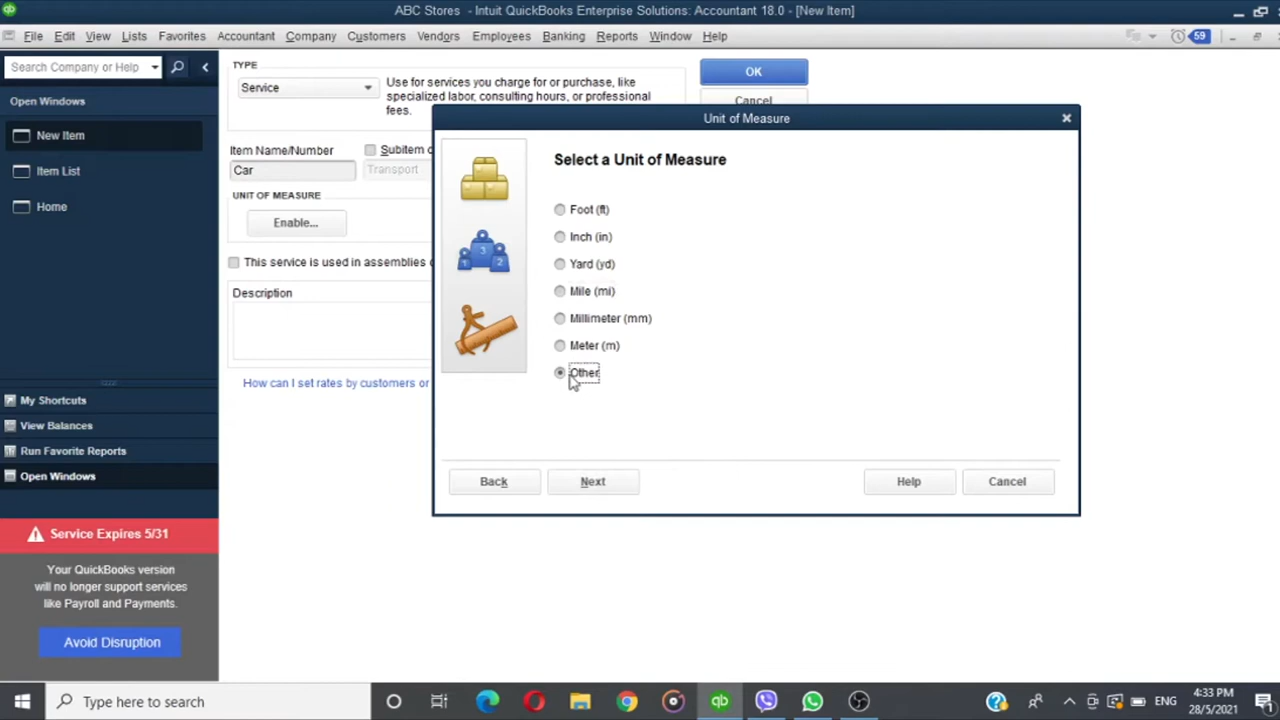 ABC Stores - Intuit QuickBooks Enterprise Solutions: Accountant 18.0 - [New Item]
File Edit View Lists Favorites Accountant Company Customers Vendors Employees Banking Reports Window Help
59
Search Company or Help
Open Windows
New Item
Item List
Home
My Shortcuts
View Balances
Run Favorite Reports
Open Windows
Service Expires 5/31
Your QuickBooks version
will no longer support services
like Payroll and Payments.
Avoid Disruption
TYPE
Service
Use for services you charge for or purchase, like
specialized labor, consulting hours, or professional
fees.
OK
Cancel
Item Name/Number
Subitem o
Car
Transport
UNIT OF MEASURE
Enable...
This service is used in assemblies
Description
How can I set rates by customers or
Unit of Measure
Select a Unit of Measure
Foot (ft)
Inch (in)
Yard (yd)
Mile (mi)
Millimeter (mm)
Meter (m)
Other
3
1
2
Back
Next
Help
Cancel
Type here to search
ENG
4:33 PM
28/5/2021
1